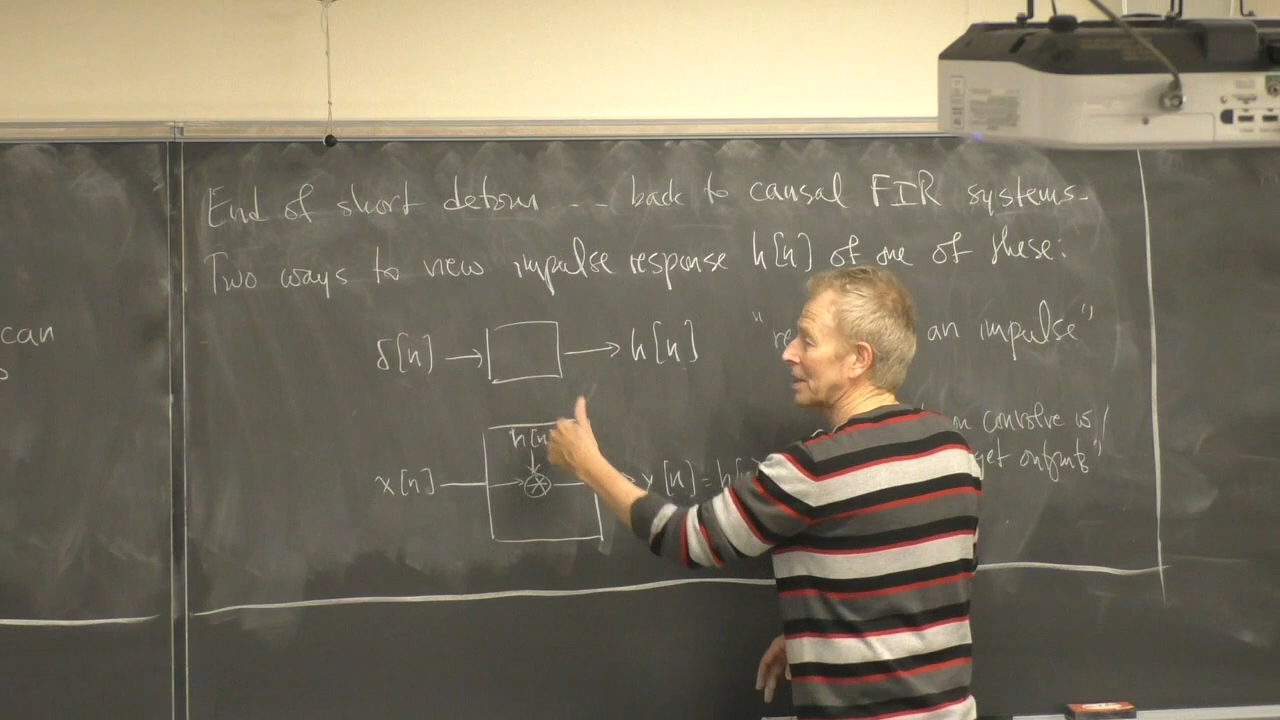 End of short detour ... back to causal FIR systems.
Two ways to view impulse response h[n] of one of these:
can
δ[n] → → h[n] "re an impulse"
h[n]
x[n] → ⊛ → y[n] = h[n] convolve w/
get outputs"